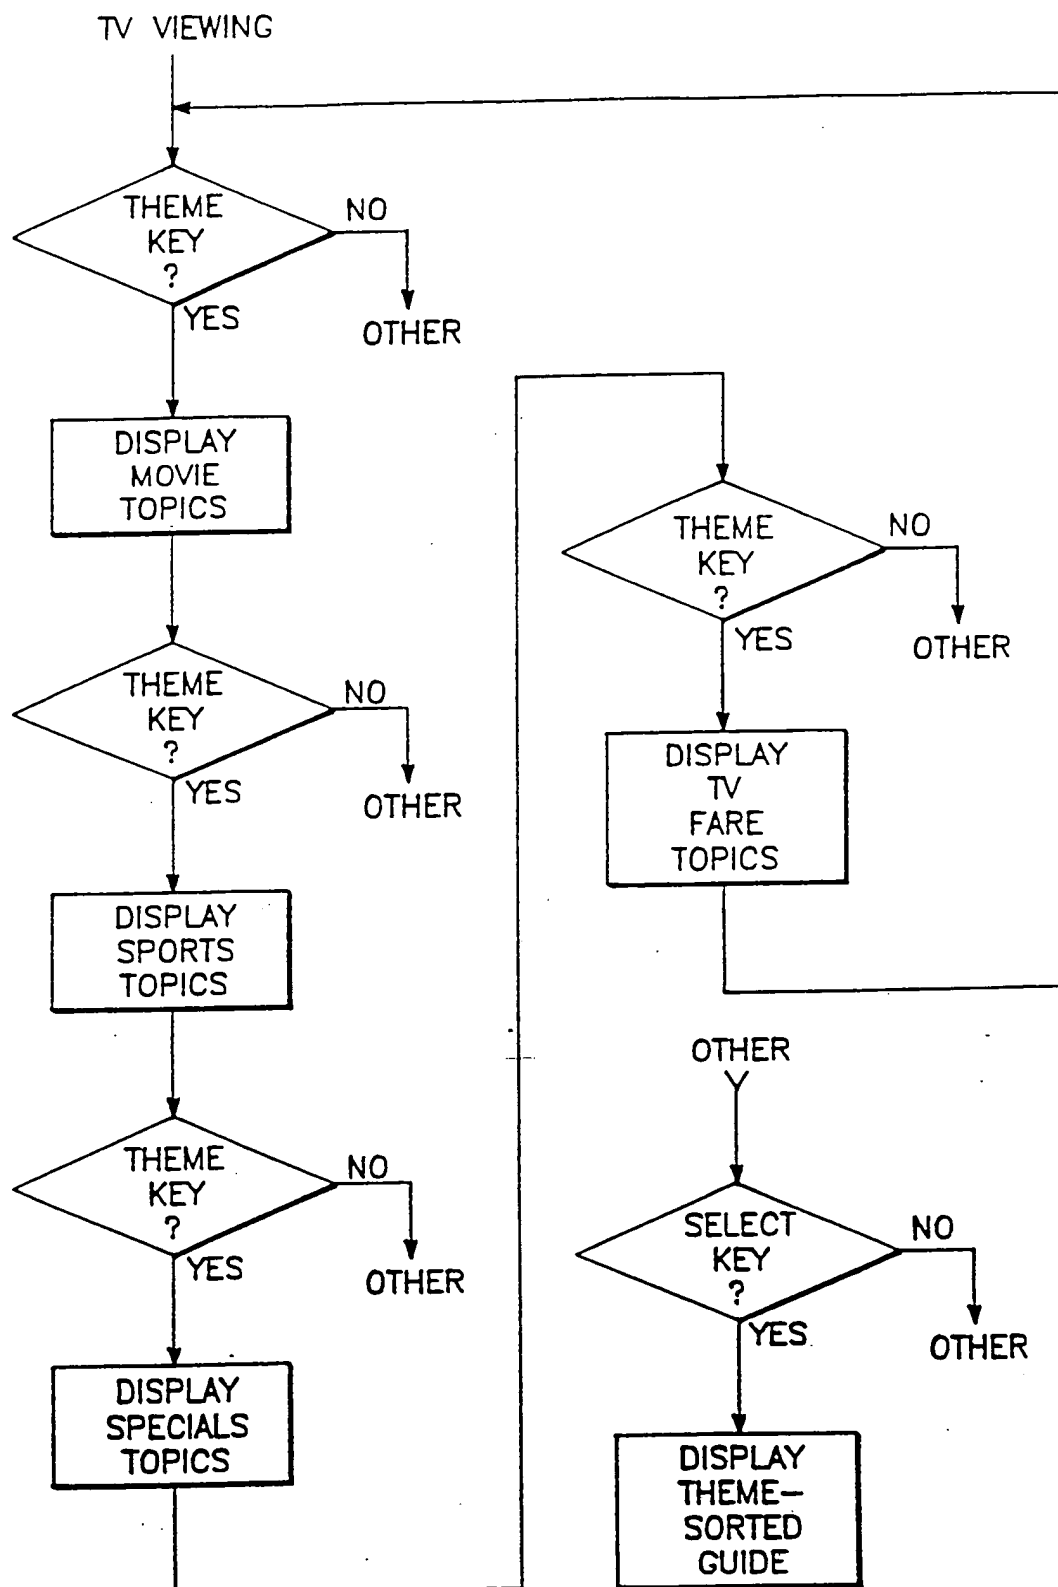 TV VIEWING
THEME
KEY
?
NO
YES
OTHER
DISPLAY
MOVIE
TOPICS
THEME
KEY
?
NO
YES
OTHER
DISPLAY
SPORTS
TOPICS
THEME
KEY
?
NO
YES
OTHER
DISPLAY
SPECIALS
TOPICS
THEME
KEY
?
NO
YES
OTHER
DISPLAY
TV
FARE
TOPICS
OTHER
SELECT
KEY
?
NO
YES
OTHER
DISPLAY
THEME-
SORTED
GUIDE